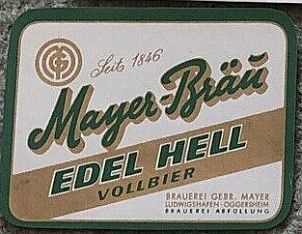 Seit 1846
Mayer-Bräu
EDEL HELL
VOLLBIER
BRAUEREI GEBR. MAYER
LUDWIGSHAFEN-OGGERSHEIM
BRAUEREI ABFÜLLUNG